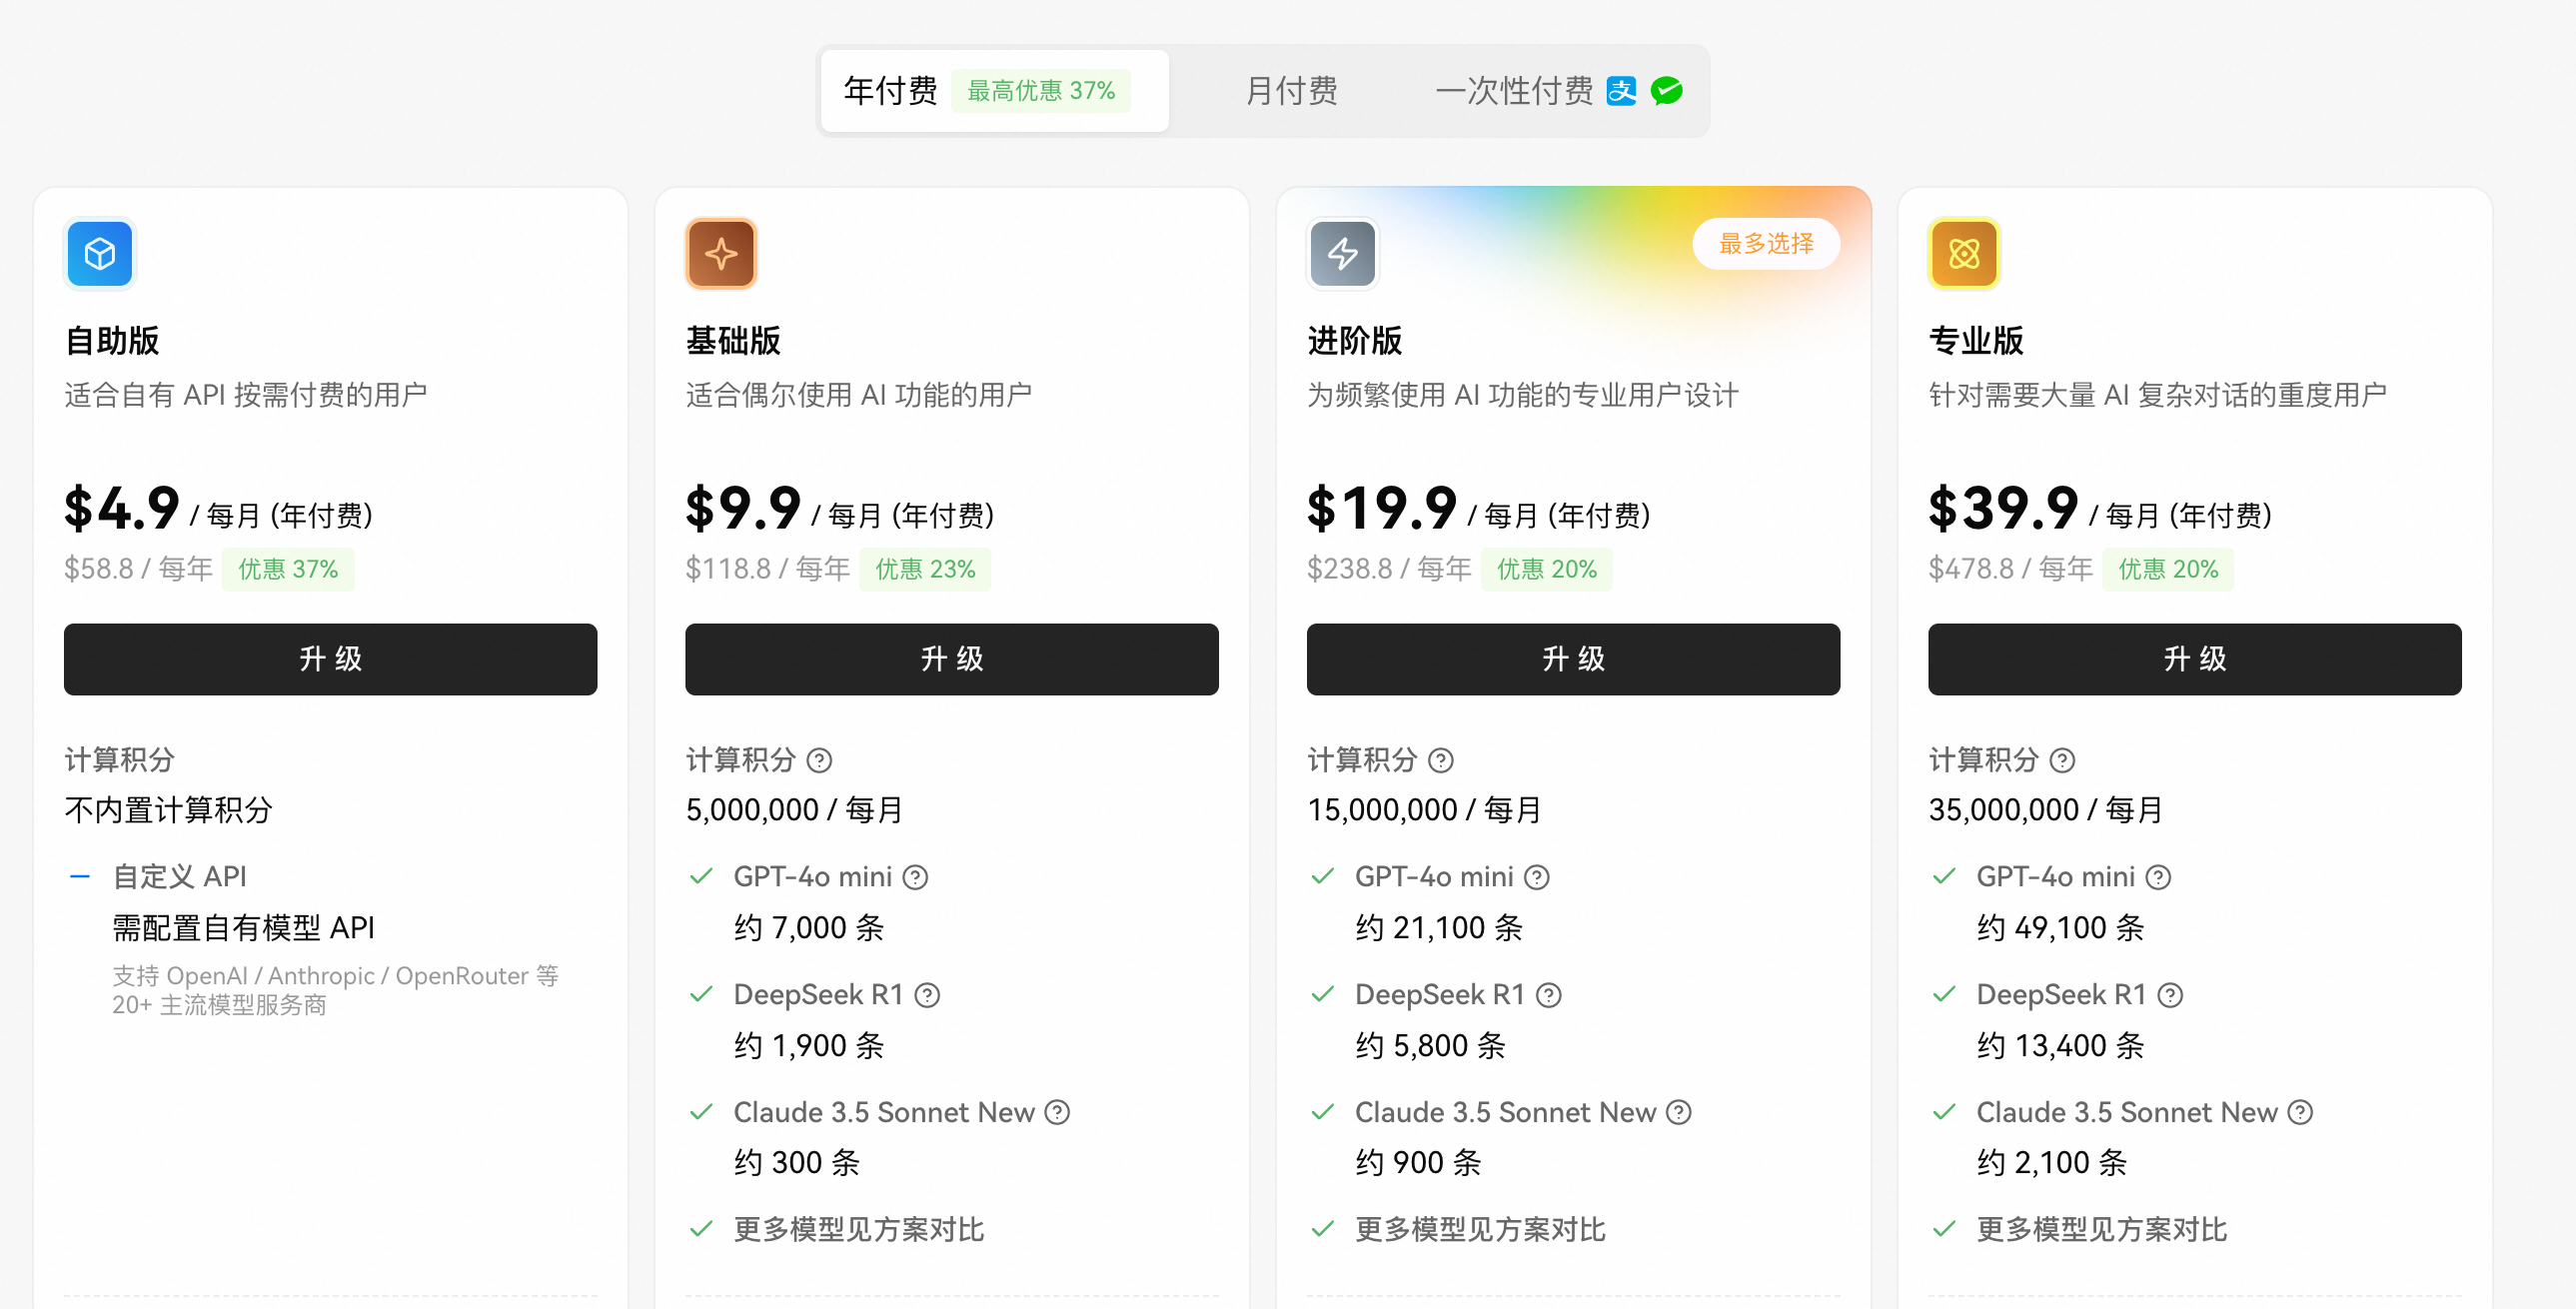 年付费 最高优惠 37% 月付费 一次性付费 支
自助版
适合自有 API 按需付费的用户
$4.9 / 每月 (年付费)
$58.8 / 每年 优惠 37%
升 级
计算积分
不内置计算积分
自定义 API
需配置自有模型 API
支持 OpenAI / Anthropic / OpenRouter 等
20+ 主流模型服务商
基础版
适合偶尔使用 AI 功能的用户
$9.9 / 每月 (年付费)
$118.8 / 每年 优惠 23%
升 级
计算积分
5,000,000 / 每月
GPT-4o mini
约 7,000 条
DeepSeek R1
约 1,900 条
Claude 3.5 Sonnet New
约 300 条
更多模型见方案对比
最多选择
进阶版
为频繁使用 AI 功能的专业用户设计
$19.9 / 每月 (年付费)
$238.8 / 每年 优惠 20%
升 级
计算积分
15,000,000 / 每月
GPT-4o mini
约 21,100 条
DeepSeek R1
约 5,800 条
Claude 3.5 Sonnet New
约 900 条
更多模型见方案对比
专业版
针对需要大量 AI 复杂对话的重度用户
$39.9 / 每月 (年付费)
$478.8 / 每年 优惠 20%
升 级
计算积分
35,000,000 / 每月
GPT-4o mini
约 49,100 条
DeepSeek R1
约 13,400 条
Claude 3.5 Sonnet New
约 2,100 条
更多模型见方案对比